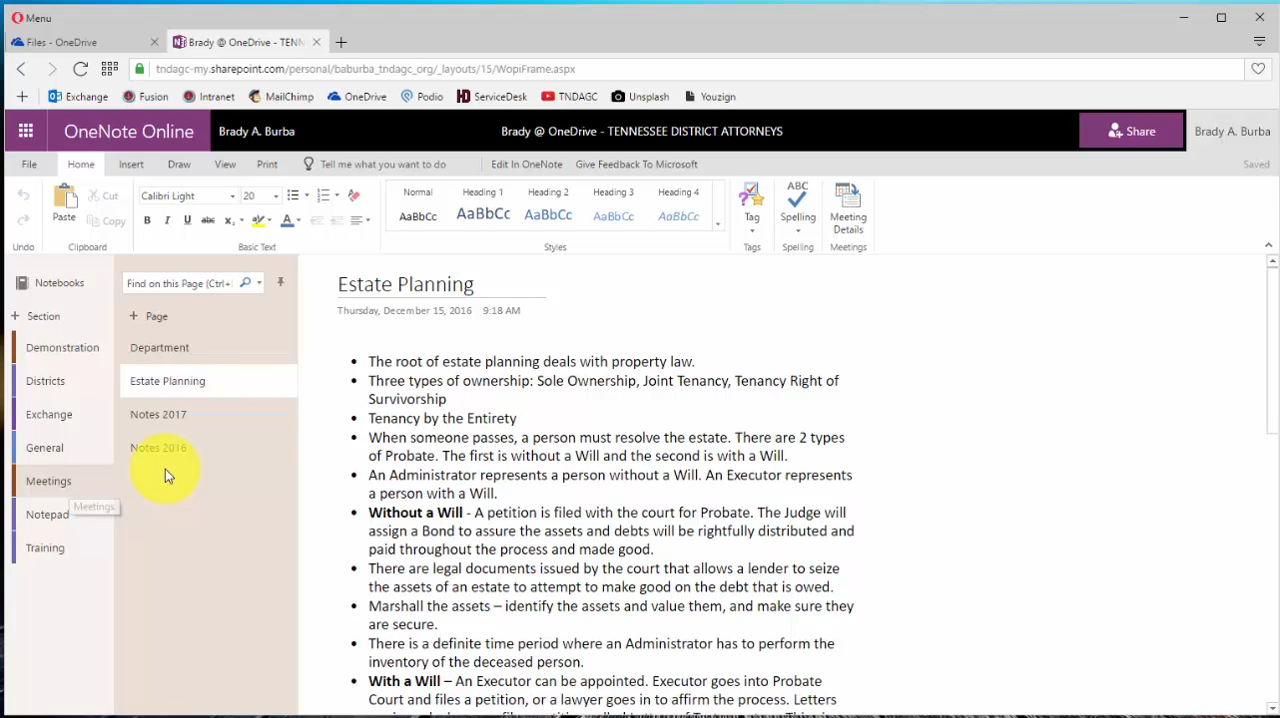 Menu
Files - OneDrive
Brady @ OneDrive - TENN
tndagc-my.sharepoint.com/personal/baburba_tndagc_org/_layouts/15/WopiFrame.aspx
Exchange Fusion Intranet MailChimp OneDrive Podio ServiceDesk TNDAGC Unsplash Youzign
OneNote Online Brady A. Burba Brady @ OneDrive - TENNESSEE DISTRICT ATTORNEYS Share Brady A. Burba
File Home Insert Draw View Print Tell me what you want to do Edit In OneNote Give Feedback To Microsoft Saved
Paste Cut Copy
Calibri Light 20
B I U abc x A
Normal Heading 1 Heading 2 Heading 3 Heading 4
AaBbCc AaBbCc AaBbCc AaBbCc AaBbCc
Tag
ABC
Spelling
Meeting
Details
Undo Clipboard Basic Text Styles Tags Spelling Meetings
Notebooks
Section
Demonstration
Districts
Exchange
General
Meetings
Meetings
Notepad
Training
Find on this Page (Ctrl+
Page
Department
Estate Planning
Notes 2017
Notes 2016
Estate Planning
Thursday, December 15, 2016 9:18 AM
• The root of estate planning deals with property law.
• Three types of ownership: Sole Ownership, Joint Tenancy, Tenancy Right of
Survivorship
• Tenancy by the Entirety
• When someone passes, a person must resolve the estate. There are 2 types
of Probate. The first is without a Will and the second is with a Will.
• An Administrator represents a person without a Will. An Executor represents
a person with a Will.
• Without a Will - A petition is filed with the court for Probate. The Judge will
assign a Bond to assure the assets and debts will be rightfully distributed and
paid throughout the process and made good.
• There are legal documents issued by the court that allows a lender to seize
the assets of an estate to attempt to make good on the debt that is owed.
• Marshall the assets – identify the assets and value them, and make sure they
are secure.
• There is a definite time period where an Administrator has to perform the
inventory of the deceased person.
• With a Will – An Executor can be appointed. Executor goes into Probate
Court and files a petition, or a lawyer goes in to affirm the process. Letters